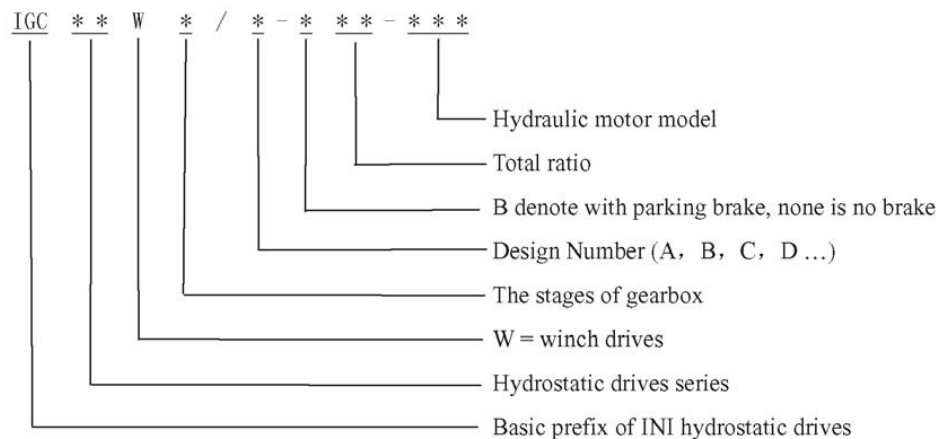 IGC ** W * / * - * ** - ***
Hydraulic motor model
Total ratio
B denote with parking brake, none is no brake
Design Number (A，B，C，D ...)
The stages of gearbox
W = winch drives
Hydrostatic drives series
Basic prefix of INI hydrostatic drives